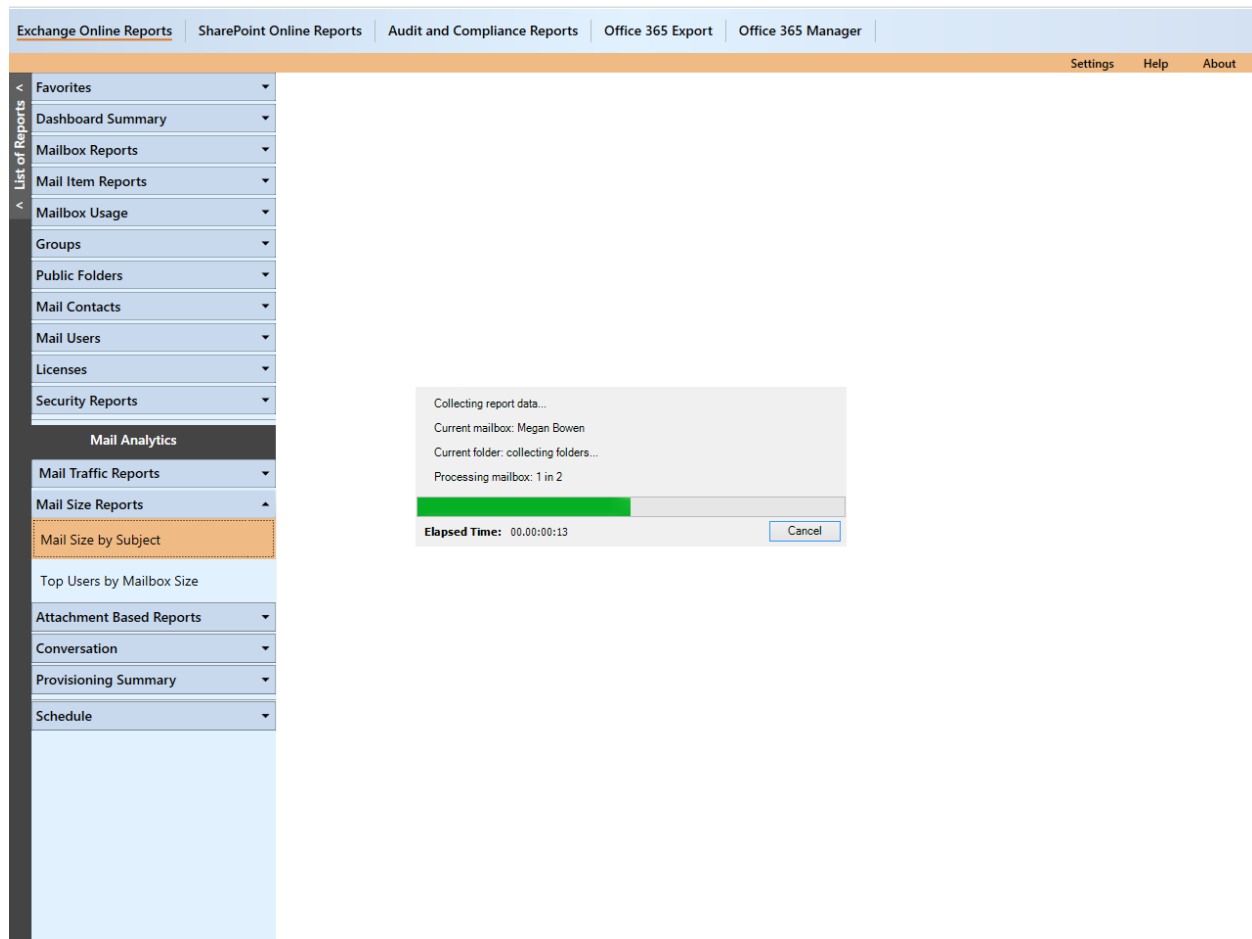 Exchange Online Reports SharePoint Online Reports Audit and Compliance Reports Office 365 Export Office 365 Manager
Settings Help About
< List of Reports <
Favorites
Dashboard Summary
Mailbox Reports
Mail Item Reports
Mailbox Usage
Groups
Public Folders
Mail Contacts
Mail Users
Licenses
Security Reports
Mail Analytics
Mail Traffic Reports
Mail Size Reports
Mail Size by Subject
Top Users by Mailbox Size
Attachment Based Reports
Conversation
Provisioning Summary
Schedule
Collecting report data...
Current mailbox: Megan Bowen
Current folder: collecting folders...
Processing mailbox: 1 in 2
Elapsed Time: 00.00:00:13 Cancel